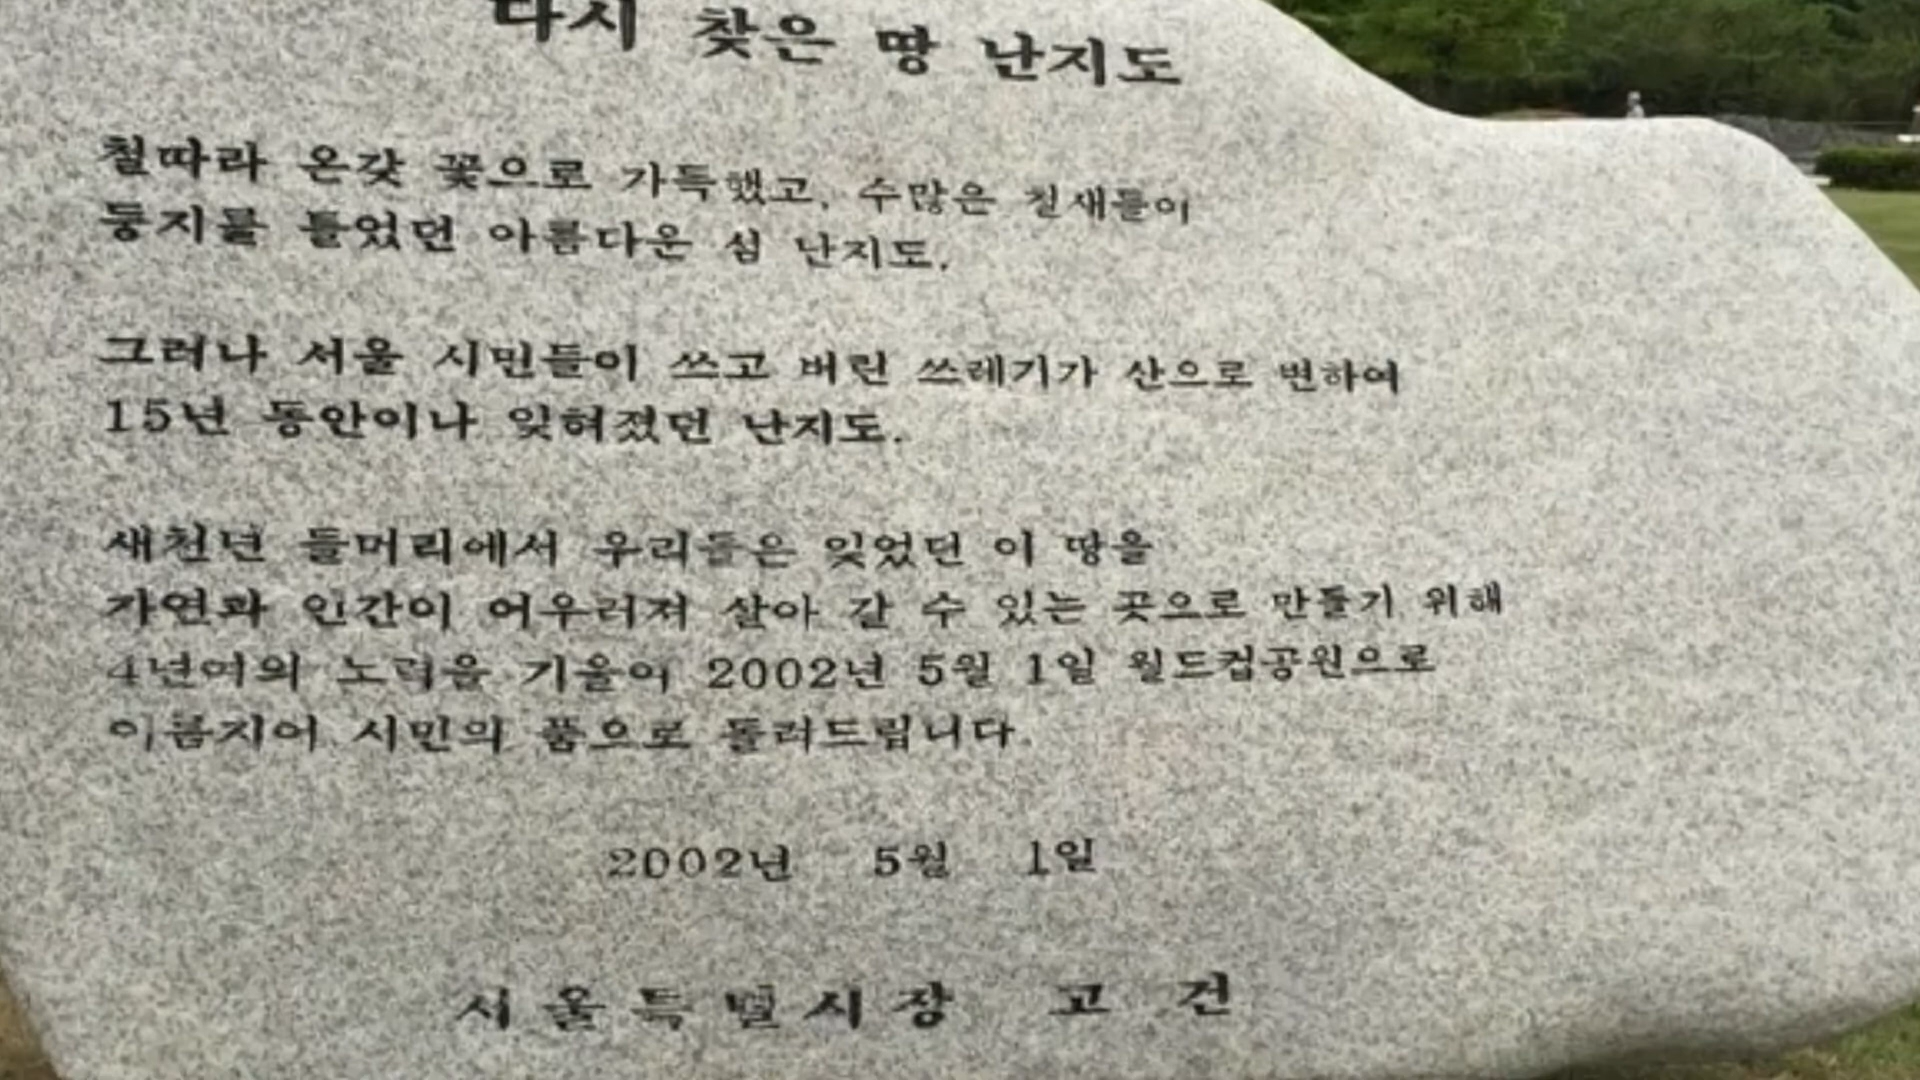 다시 찾은 땅 난지도
철따라 온갖 꽃으로 가득했고, 수많은 철새들이
둥지를 틀었던 아름다운 섬 난지도.
그러나 서울 시민들이 쓰고 버린 쓰레기가 산으로 변하여
15년 동안이나 잊혀졌던 난지도.
새천년 들머리에서 우리들은 잊었던 이 땅을
자연과 인간이 어우러져 살아 갈 수 있는 곳으로 만들기 위해
4년여의 노력을 기울여 2002년 5월 1일 월드컵공원으로
이름지어 시민의 품으로 돌려드립니다.
2002년 5월 1일
서울특별시장 고건